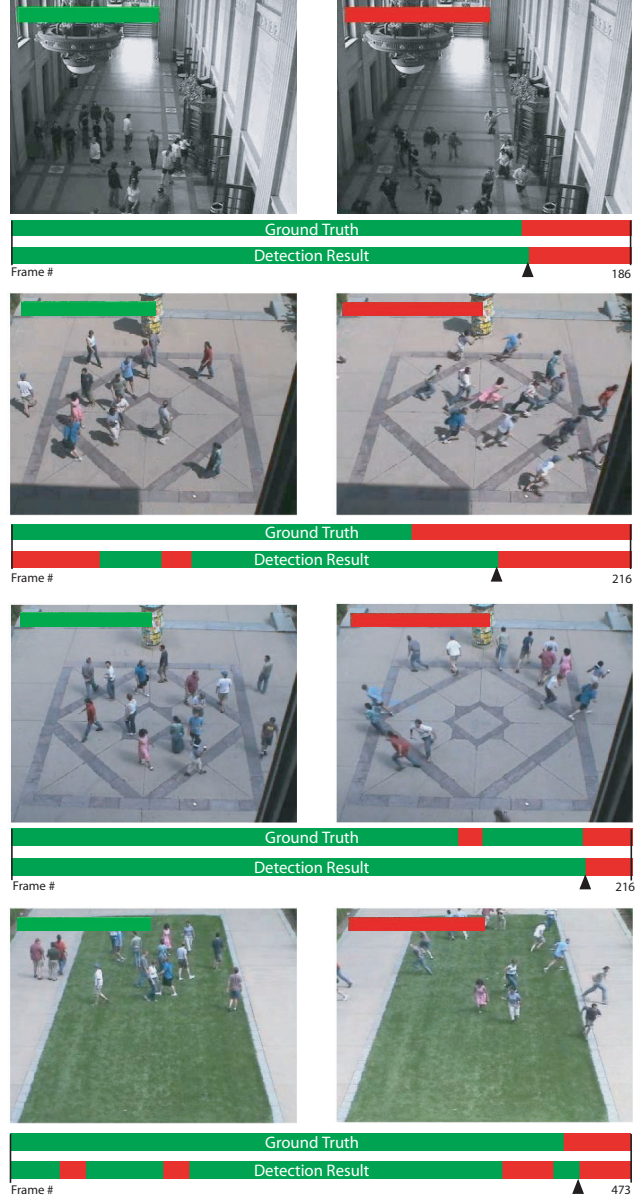 Ground Truth
Detection Result
Frame #
186
Ground Truth
Detection Result
Frame #
216
Ground Truth
Detection Result
Frame #
216
Ground Truth
Detection Result
Frame #
473